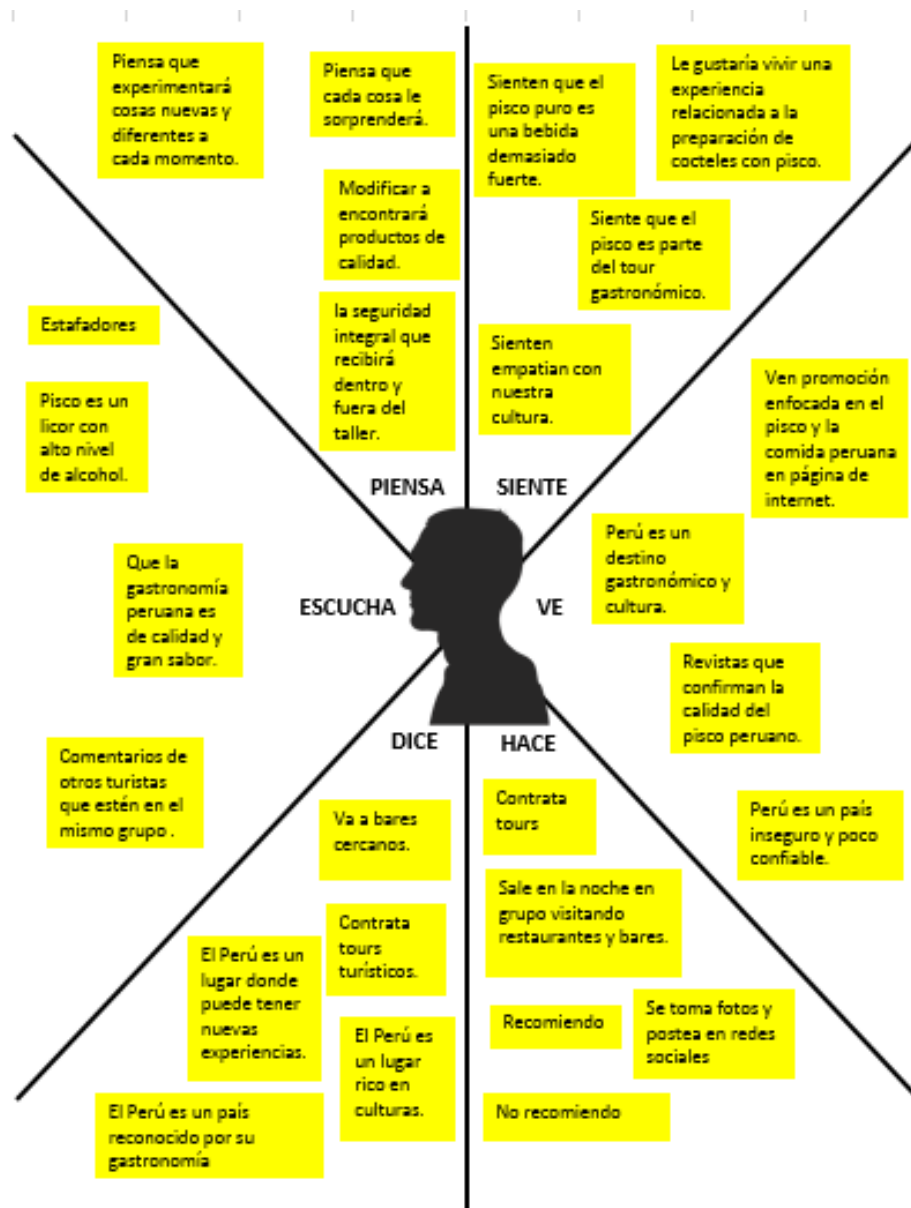 Piensa que
experimentará
cosas nuevas y
diferentes a
cada momento.
Piensa que
cada cosa le
sorprenderá.
Modificar a
encontrará
productos de
calidad.
la seguridad
integral que
recibirá
dentro y
fuera del
taller.
PIENSA
Sienten que el
pisco puro es
una bebida
demasiado
fuerte.
Le gustaría vivir una
experiencia
relacionada a la
preparación de
cocteles con pisco.
Siente que el
pisco es parte
del tour
gastronómico.
Sienten
empatian con
nuestra
cultura.
SIENTE
Estafadores
Pisco es un
licor con
alto nivel
de alcohol.
Que la
gastronomía
peruana es
de calidad y
gran sabor.
ESCUCHA
Comentarios de
otros turistas
que estén en el
mismo grupo .
Ven promoción
enfocada en el
pisco y la
comida peruana
en página de
internet.
Perú es un
destino
gastronómico y
cultura.
VE
Revistas que
confirman la
calidad del
pisco peruano.
Perú es un país
inseguro y poco
confiable.
DICE
Va a bares
cercanos.
Contrata
tours
turísticos.
El Perú es un
lugar donde
puede tener
nuevas
experiencias.
El Perú es
un lugar
rico en
culturas.
El Perú es un país
reconocido por su
gastronomía
HACE
Contrata
tours
Sale en la noche en
grupo visitando
restaurantes y bares.
Recomiendo
Se toma fotos y
postea en redes
sociales
No recomiendo